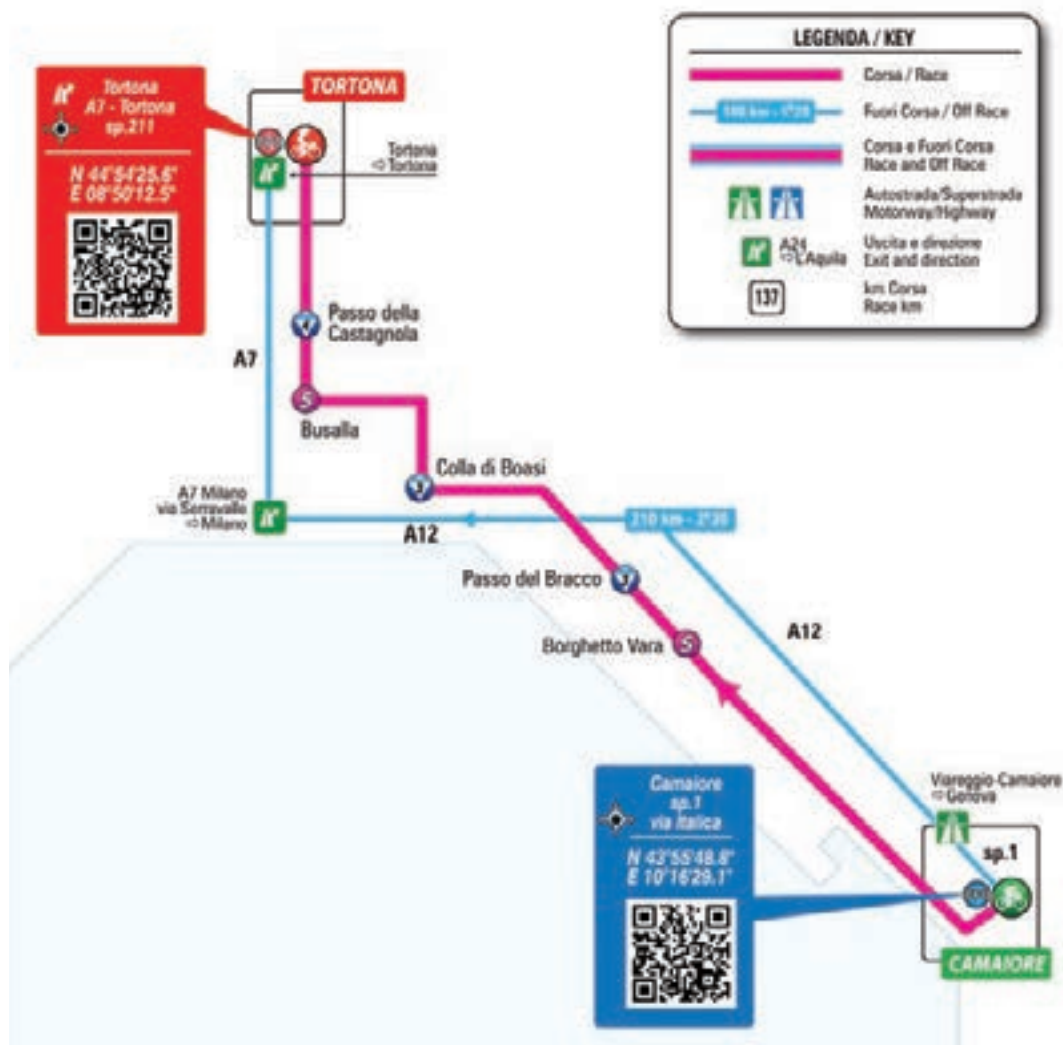 LEGENDA / KEY
Corsa / Race
Fuori Corsa / Off Race
Corsa e Fuori Corsa
Race and Off Race
Autostrada/Superstrada
Motorway/Highway
A24
⇨L'Aquila
Uscita e direzione
Exit and direction
137
km Corsa
Race km
Tortona
A7 - Tortona
sp.211
N 44°54'25.6"
E 08°50'12.5"
TORTONA
Tortona
⇨Tortona
Passo della
Castagnola
A7
S
Busalla
Colla di Boasi
A7 Milano
via Serravalle
⇨Milano
A12
210 km - 2h30
Passo del Bracco
Borghetto Vara
S
A12
Camaiore
sp.1
via Italica
N 43°55'48.8"
E 10°16'29.1"
Viareggio-Camaiore
⇨Genova
sp.1
CAMAIORE